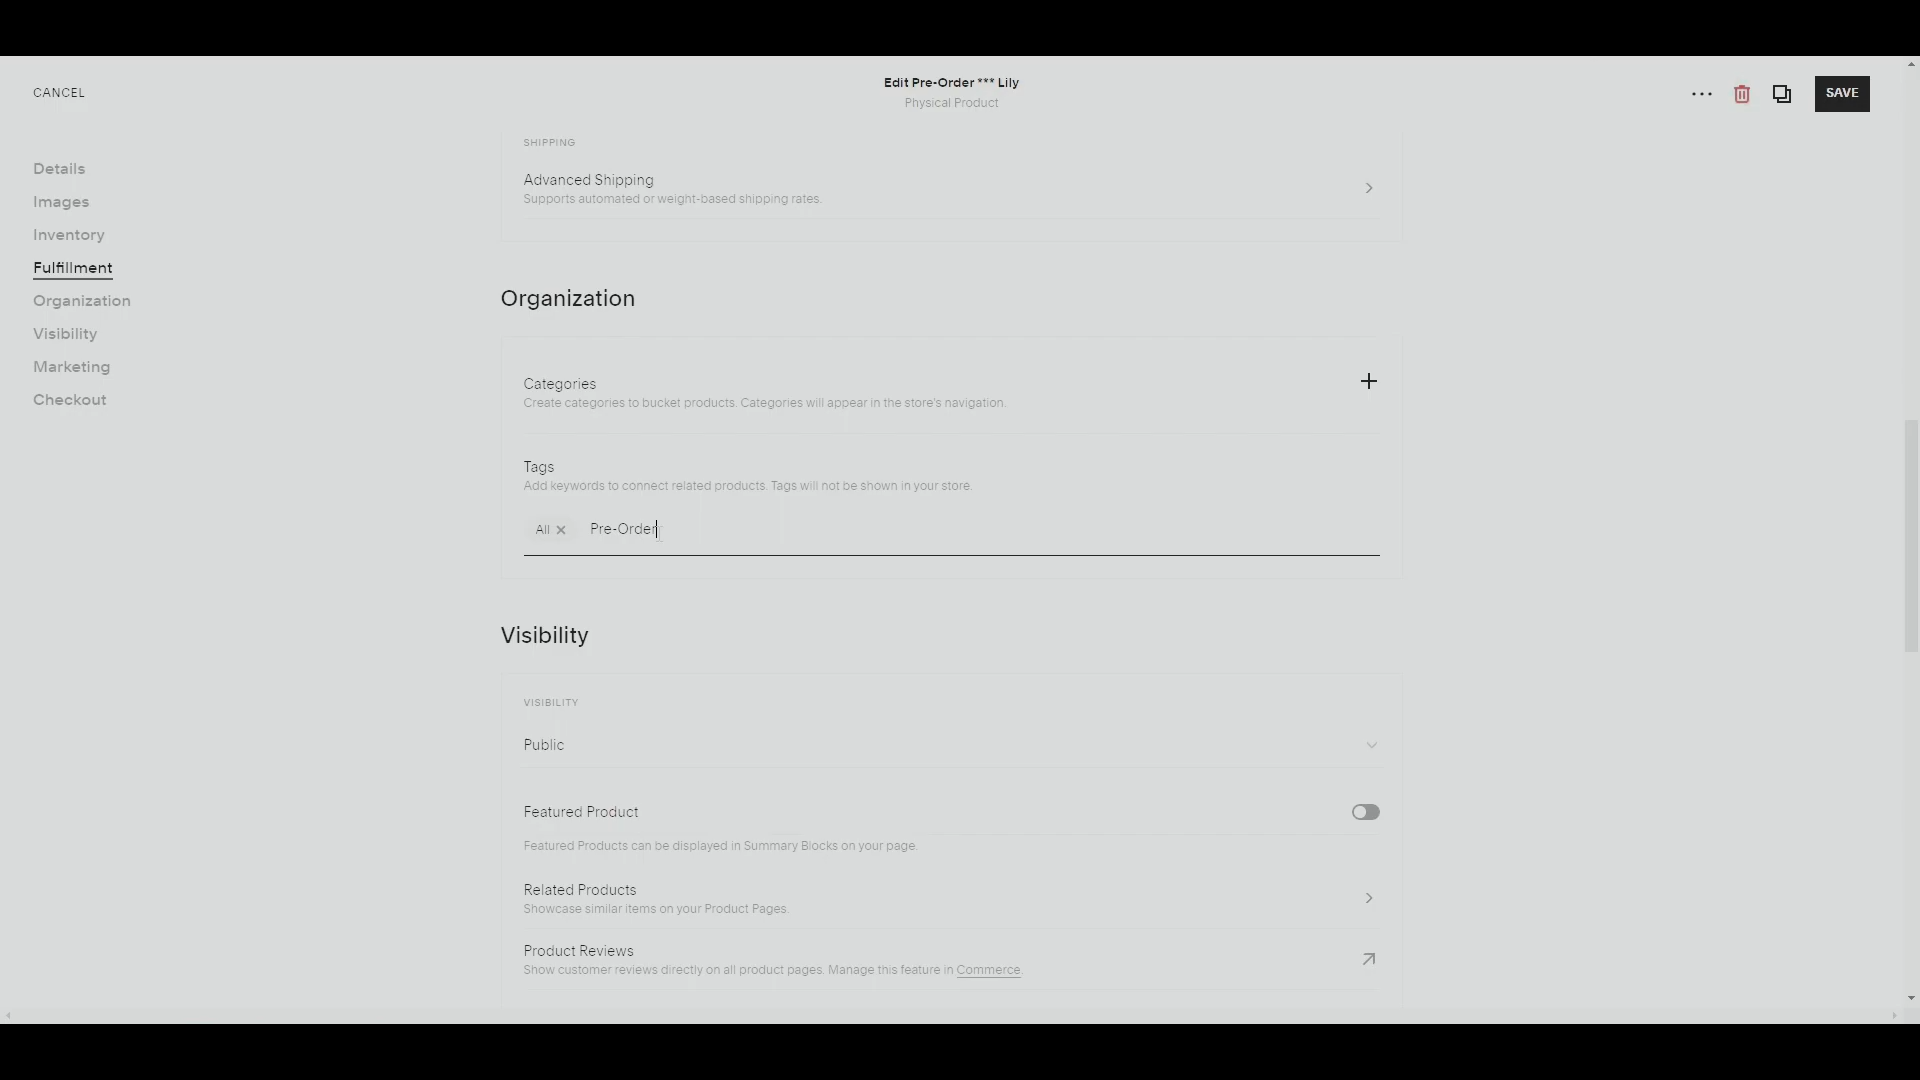 CANCEL
Edit Pre-Order *** Lily
Physical Product
SAVE
Details
Images
Inventory
Fulfillment
Organization
Visibility
Marketing
Checkout
SHIPPING
Advanced Shipping
Supports automated or weight-based shipping rates.
Organization
Categories
Create categories to bucket products. Categories will appear in the store's navigation.
Tags
Add keywords to connect related products. Tags will not be shown in your store.
All
Pre-Order
Visibility
VISIBILITY
Public
Featured Product
Featured Products can be displayed in Summary Blocks on your page.
Related Products
Showcase similar items on your Product Pages.
Product Reviews
Show customer reviews directly on all product pages. Manage this feature in Commerce.